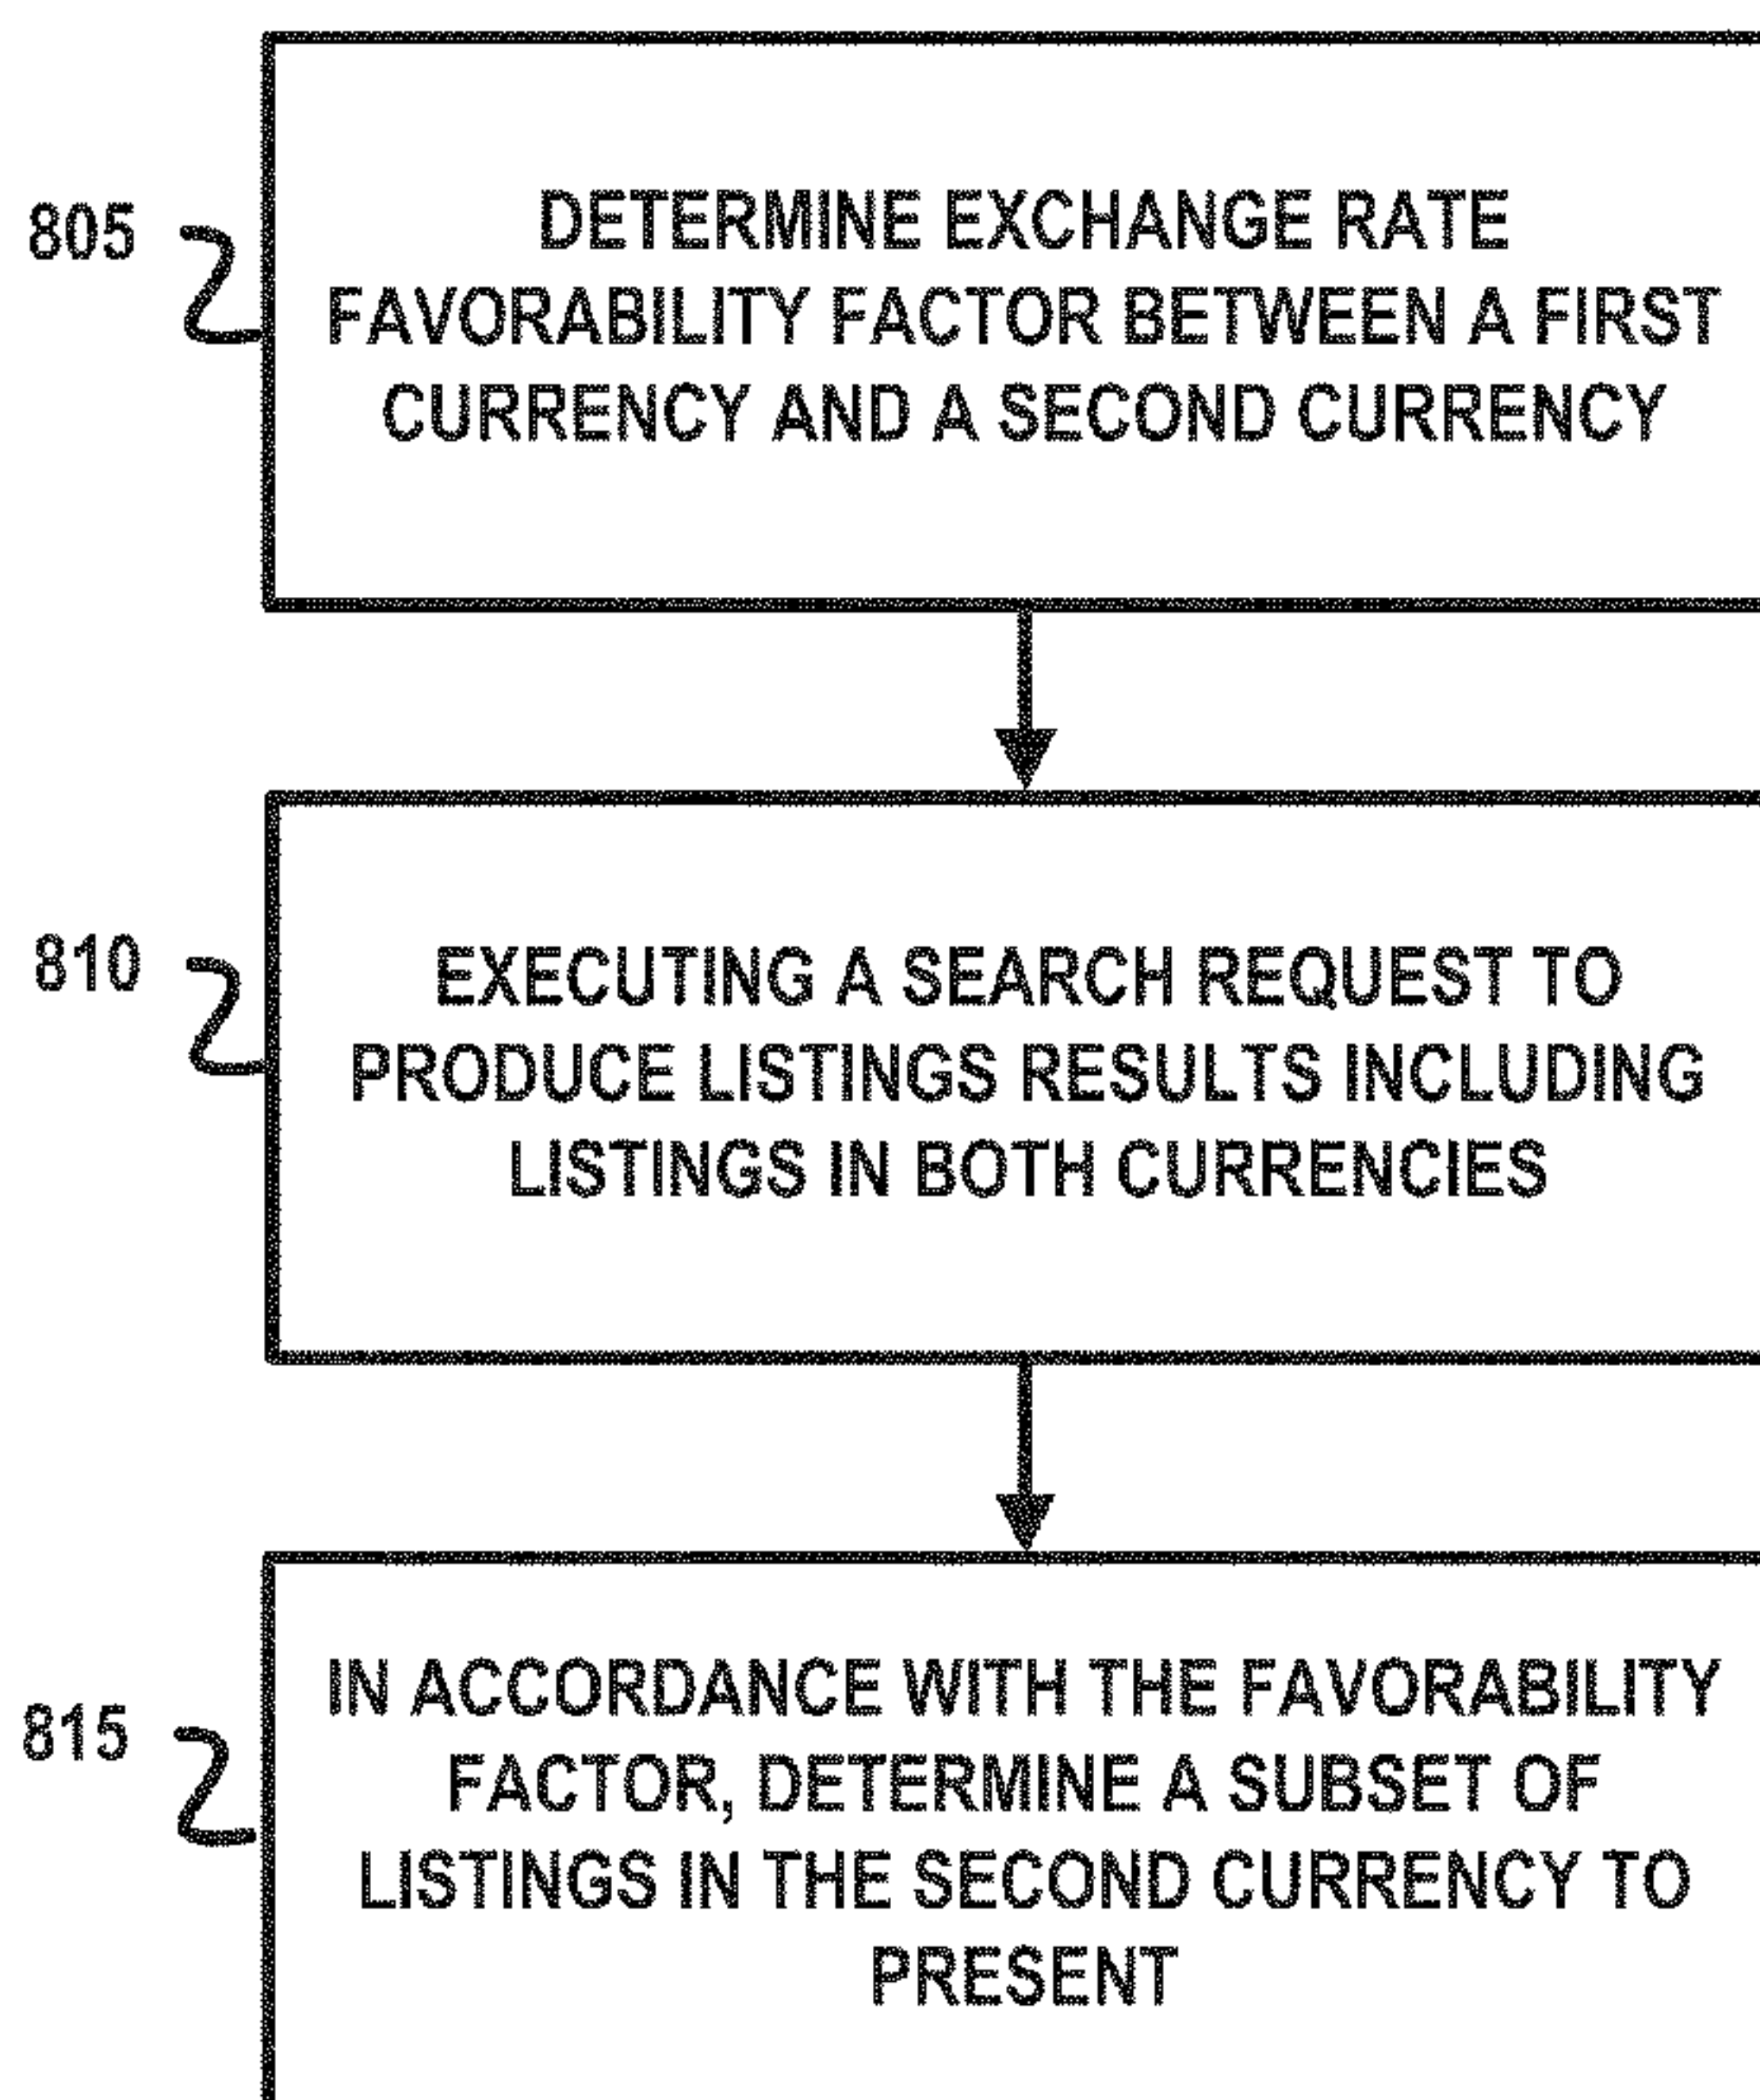 805
DETERMINE EXCHANGE RATE
FAVORABILITY FACTOR BETWEEN A FIRST
CURRENCY AND A SECOND CURRENCY
810
EXECUTING A SEARCH REQUEST TO
PRODUCE LISTINGS RESULTS INCLUDING
LISTINGS IN BOTH CURRENCIES
815
IN ACCORDANCE WITH THE FAVORABILITY
FACTOR, DETERMINE A SUBSET OF
LISTINGS IN THE SECOND CURRENCY TO
PRESENT